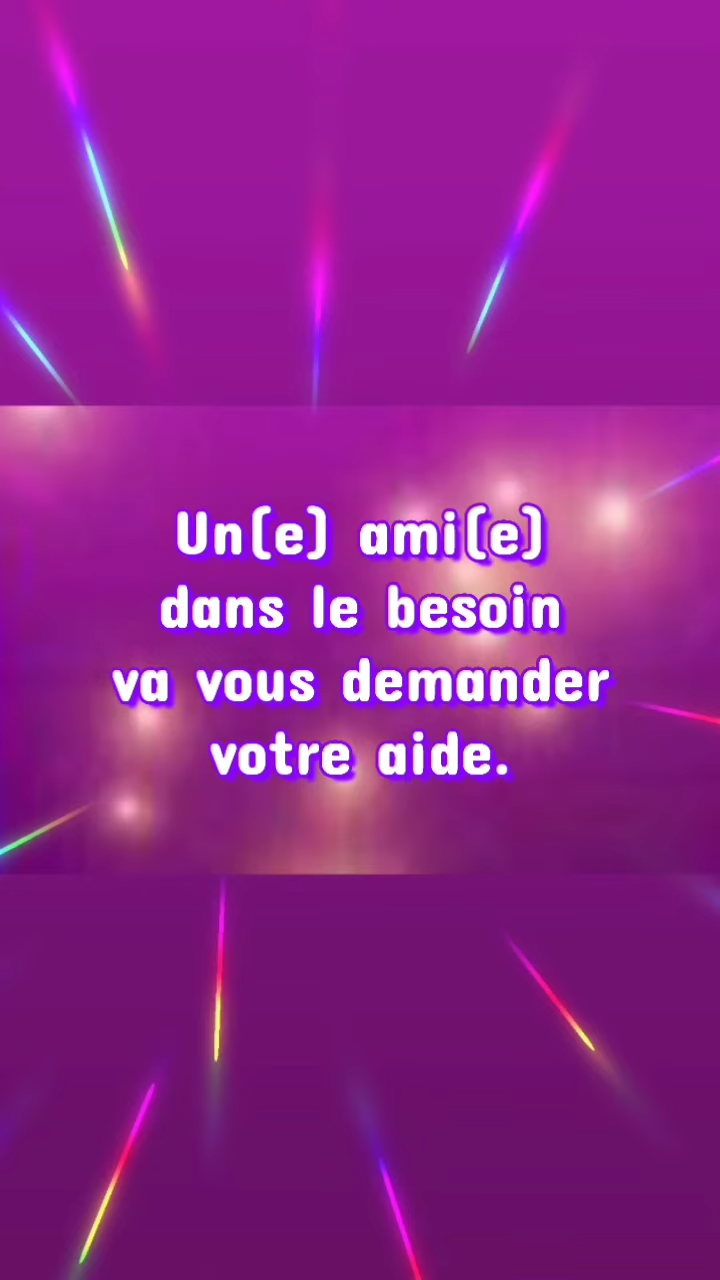 Un(e) ami(e)
dans le besoin
va vous demander
votre aide.